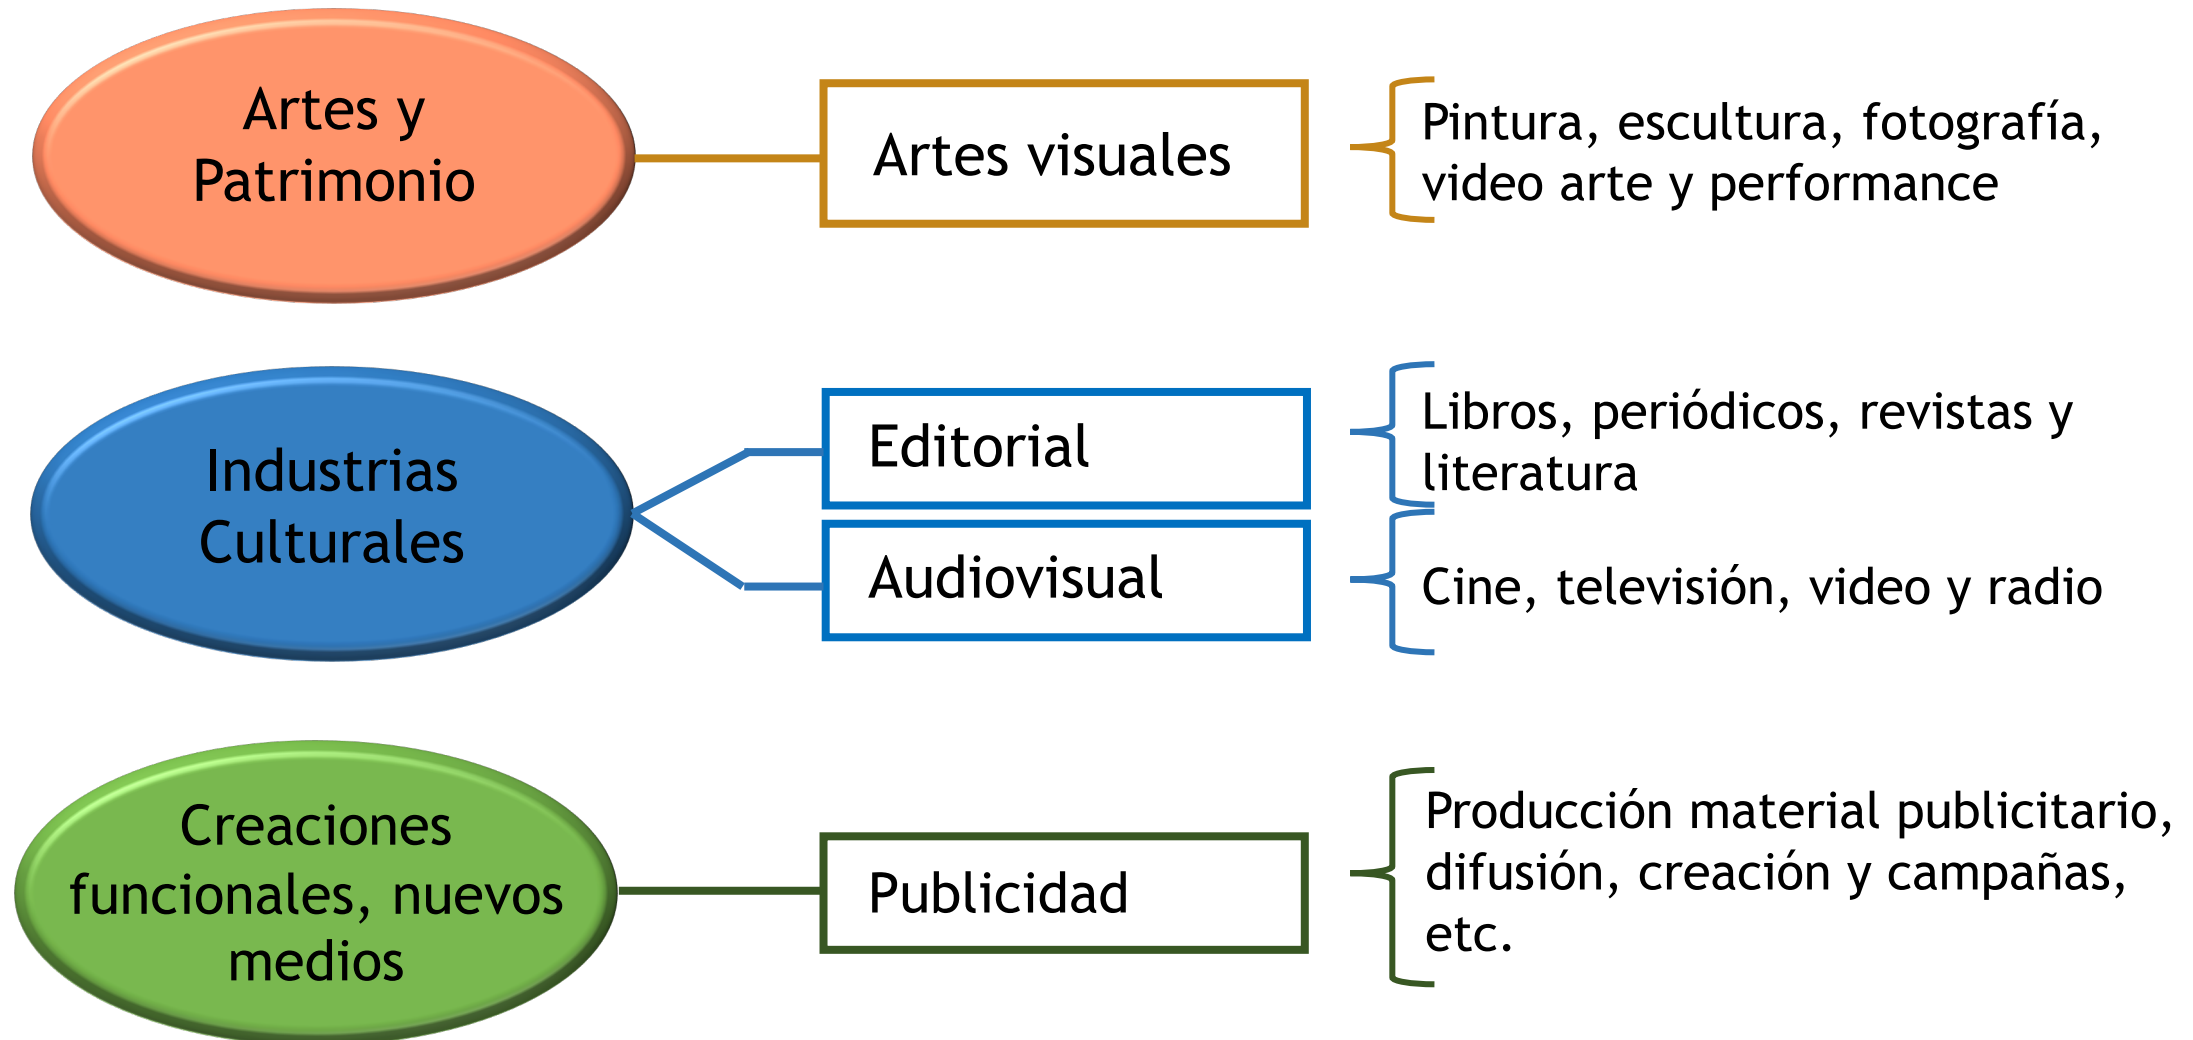 Artes y
Patrimonio
Artes visuales
Pintura, escultura, fotografía,
video arte y performance
Industrias
Culturales
Editorial
Libros, periódicos, revistas y
literatura
Audiovisual
Cine, televisión, video y radio
Creaciones
funcionales, nuevos
medios
Publicidad
Producción material publicitario,
difusión, creación y campañas,
etc.